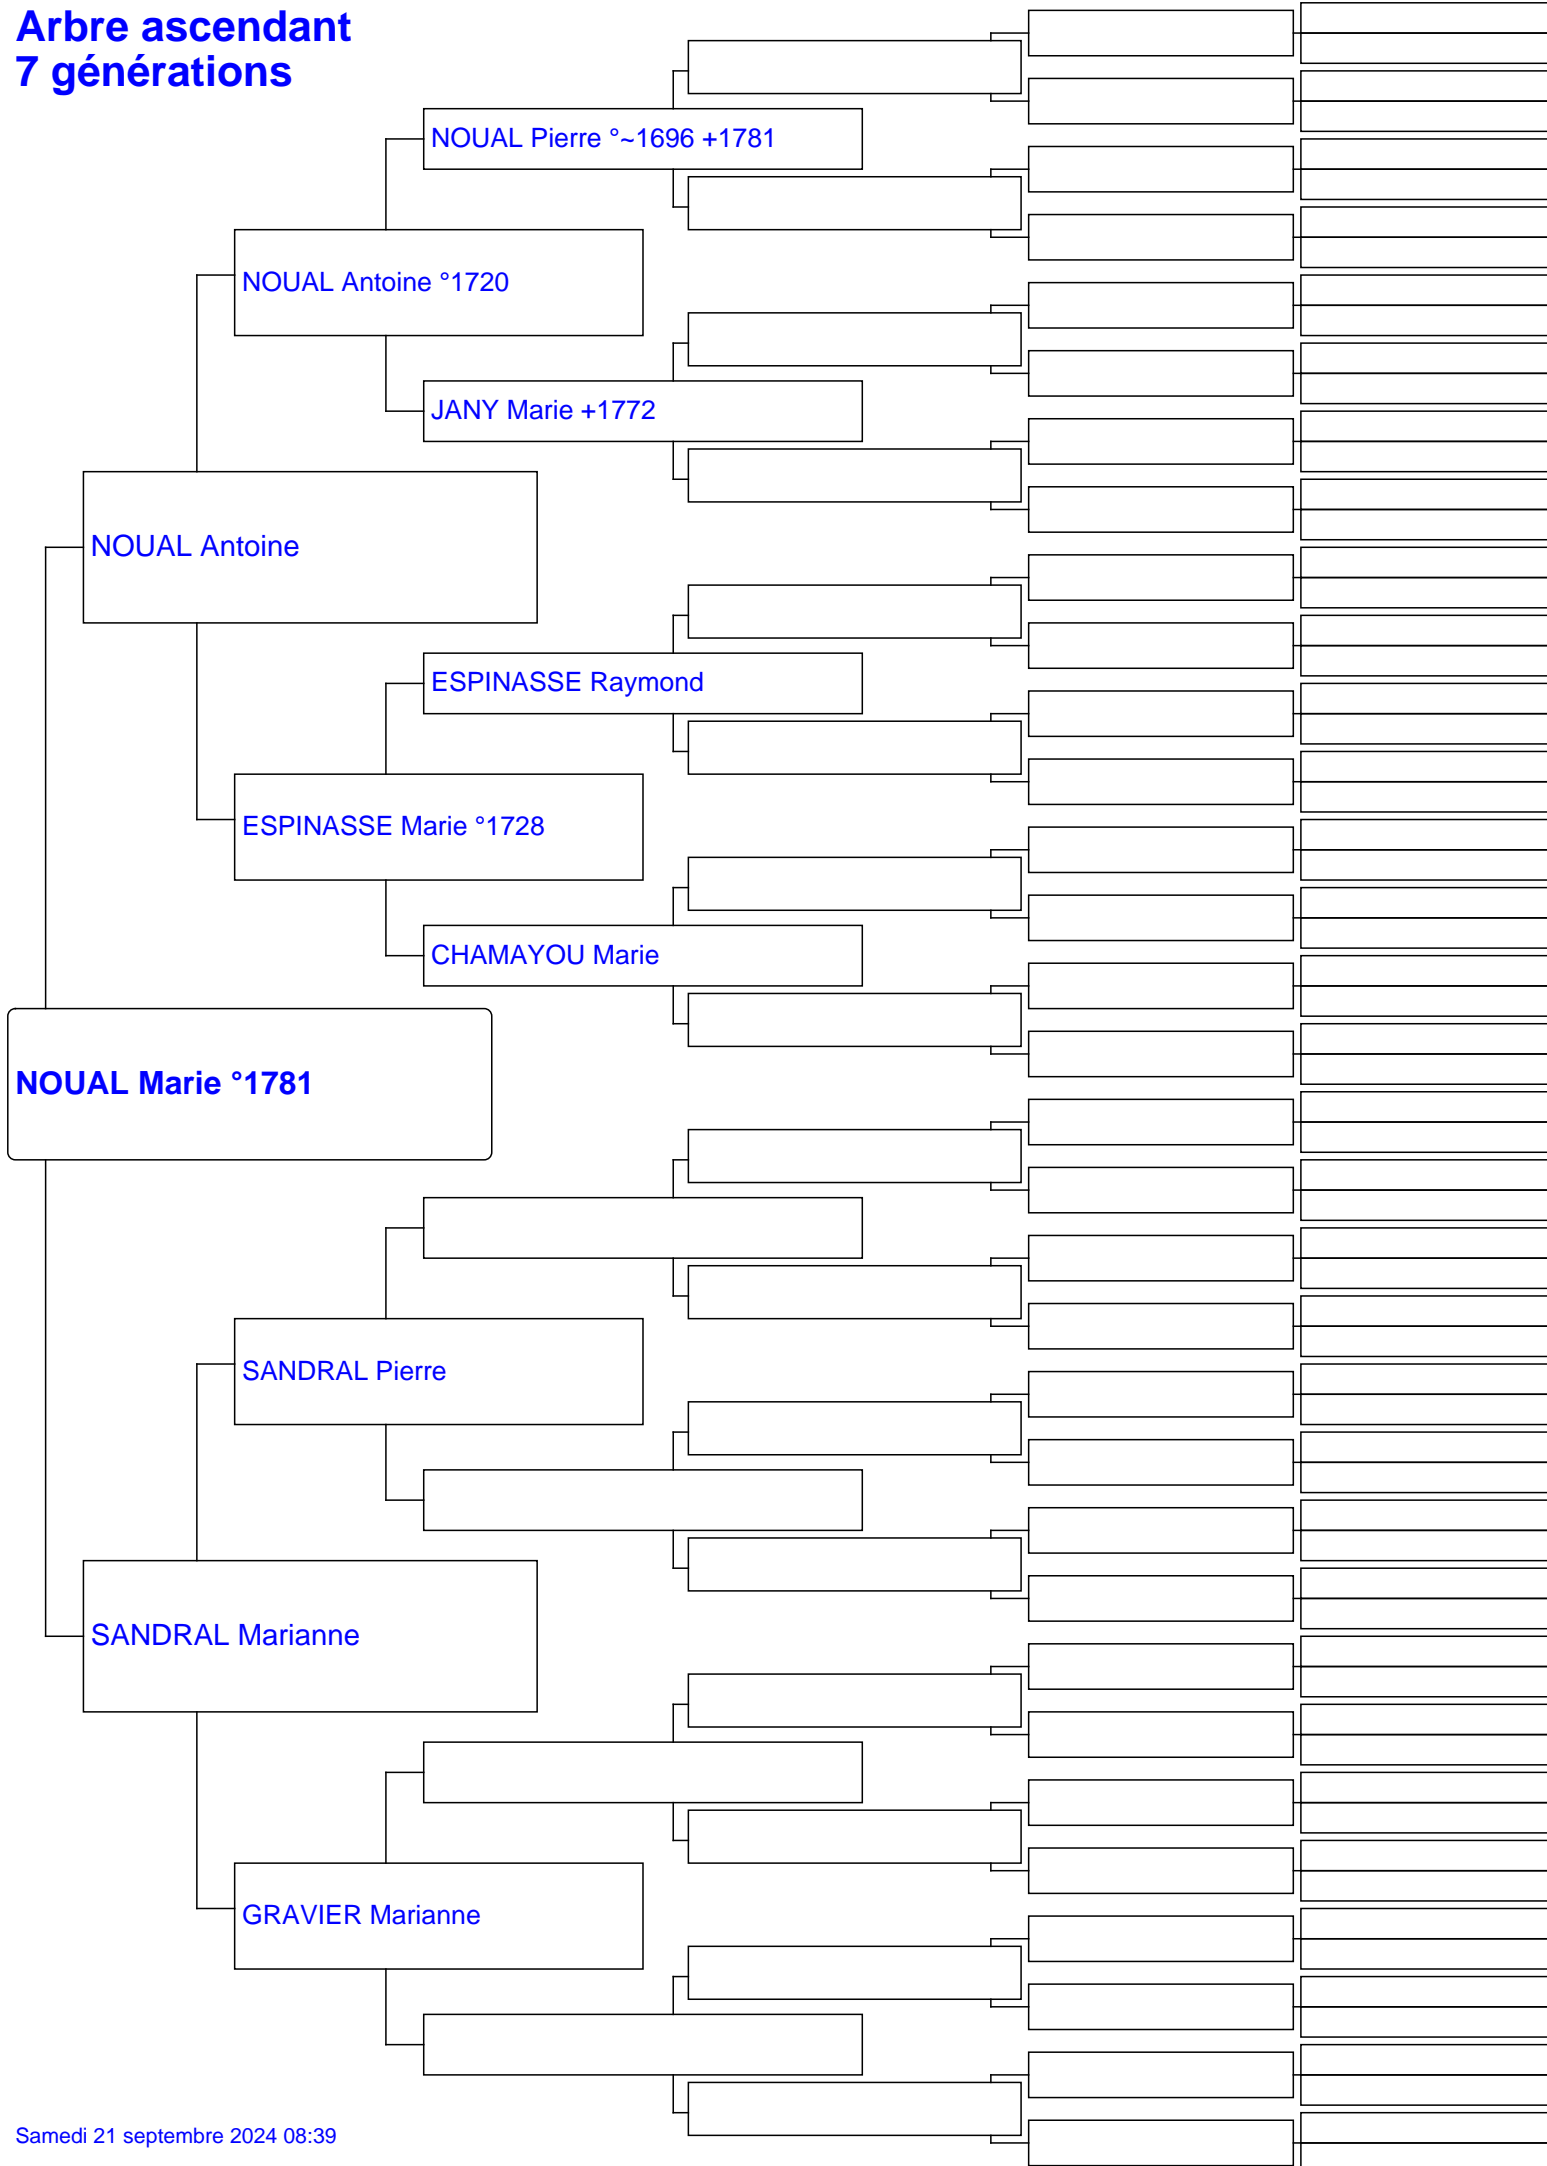 Arbre ascendant
7 générations
NOUAL Pierre °~1696 +1781
NOUAL Antoine °1720
JANY Marie +1772
NOUAL Antoine
ESPINASSE Raymond
ESPINASSE Marie °1728
CHAMAYOU Marie
NOUAL Marie °1781
SANDRAL Pierre
SANDRAL Marianne
GRAVIER Marianne
Samedi 21 septembre 2024 08:39